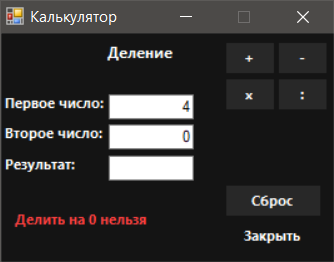 Калькулятор
Деление
+ -
x :
Первое число: 4
Второе число: 0
Результат:
Сброс
Делить на 0 нельзя
Закрыть